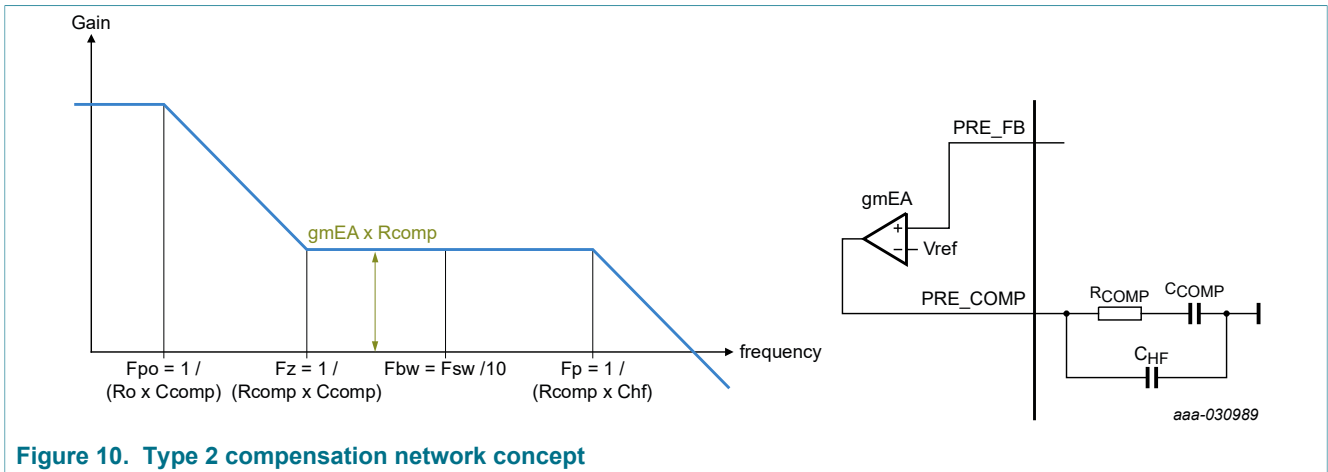 Gain
gmEA x Rcomp
frequency
Fpo = 1 /
(Ro x Ccomp)
Fz = 1 /
(Rcomp x Ccomp)
Fbw = Fsw /10
Fp = 1 /
(Rcomp x Chf)
PRE_FB
gmEA
+
−
Vref
PRE_COMP
RCOMP
CCOMP
CHF
aaa-030989
Figure 10. Type 2 compensation network concept